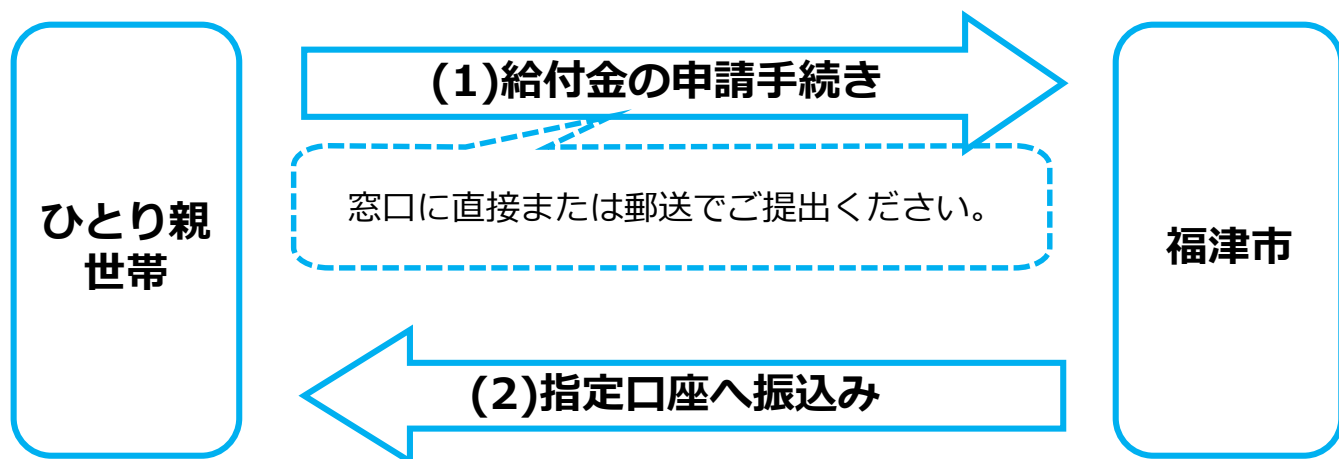 ひとり親
世帯
(1)給付金の申請手続き
窓口に直接または郵送でご提出ください。
(2)指定口座へ振込み
福津市